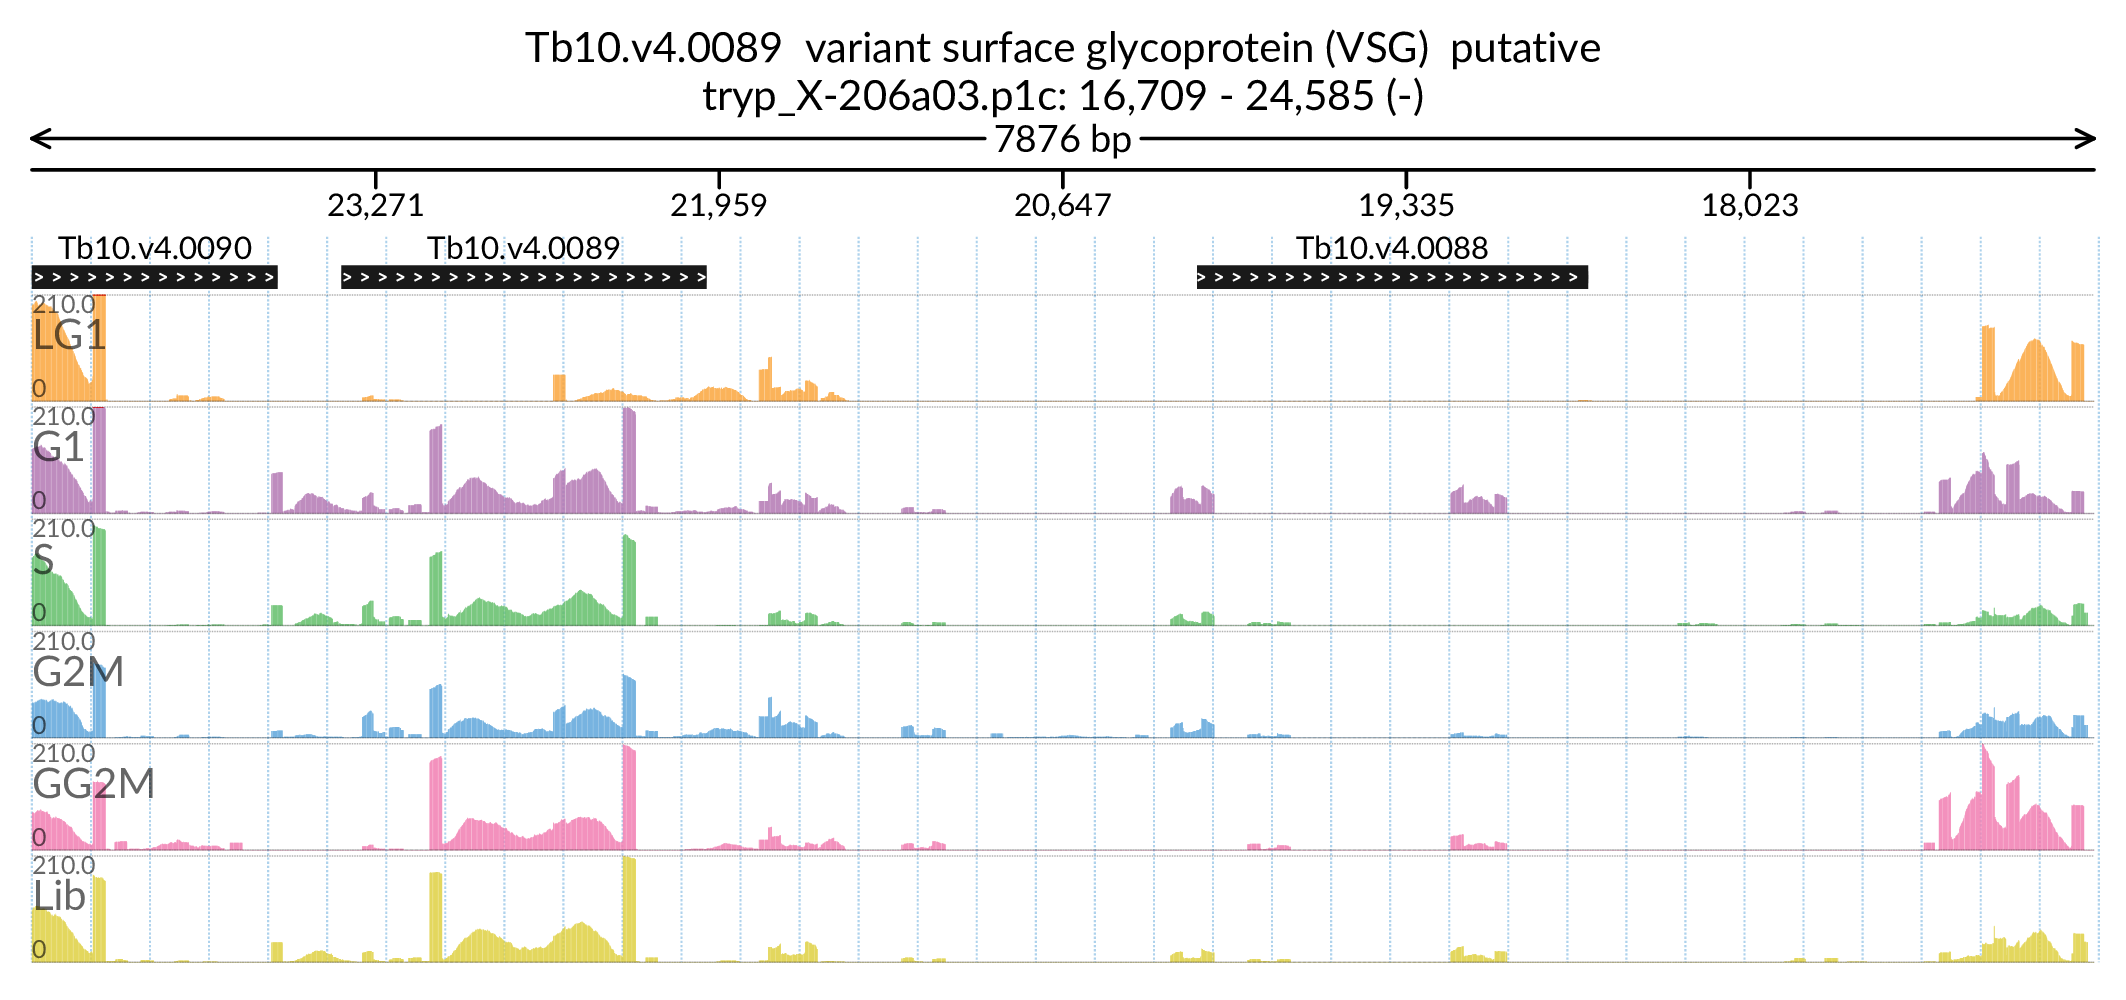 Tb10.v4.0089 variant surface glycoprotein (VSG) putative
tryp_X-206a03.p1c: 16,709 - 24,585 (-)
7876 bp
23,271 21,959 20,647 19,335 18,023
Tb10.v4.0090 Tb10.v4.0089 Tb10.v4.0088
210.0
LG1
0
210.0
G1
0
210.0
S
0
210.0
G2M
0
210.0
GG2M
0
210.0
Lib
0